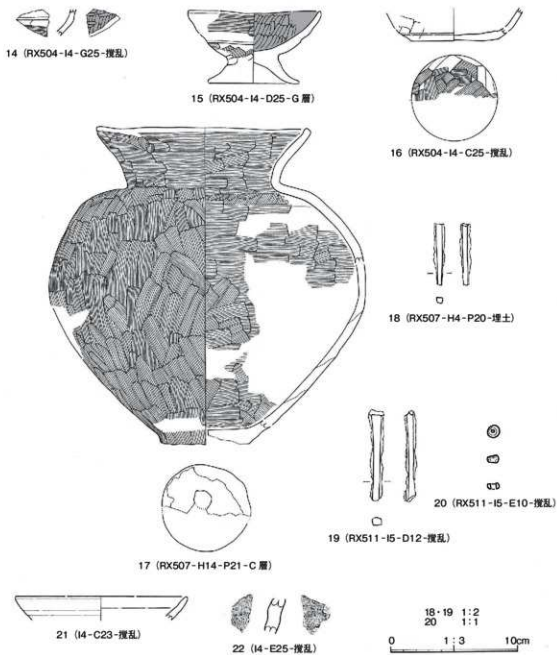 14 (RX504-I4-G25-撹乱)
15 (RX504-I4-D25-G層)
16 (RX504-I4-C25-撹乱)
18 (RX507-H4-P20-埋土)
20 (RX511-I5-E10-撹乱)
19 (RX511-I5-D12-撹乱)
17 (RX507-H14-P21-C層)
21 (I4-C23-撹乱)
22 (I4-E25-撹乱)
18・19 1:2
20 1:1
0 1:3 10cm